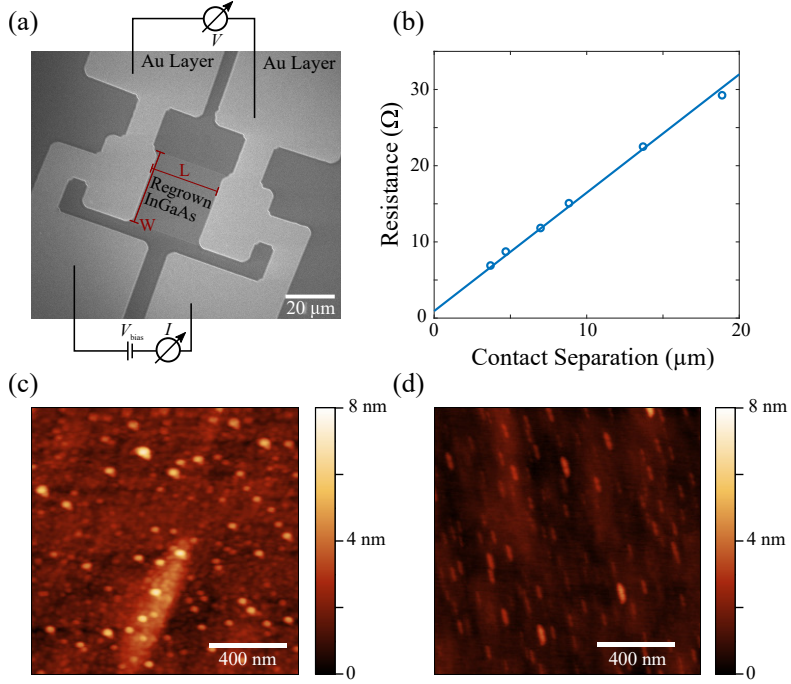 (a)
V
Au Layer
Au Layer
L
Regrown
InGaAs
W
20 µm
V_bias
I
(b)
Resistance (Ω)
30
20
10
0
0
10
20
Contact Separation (µm)
(c)
8 nm
4 nm
0
400 nm
(d)
8 nm
4 nm
0
400 nm